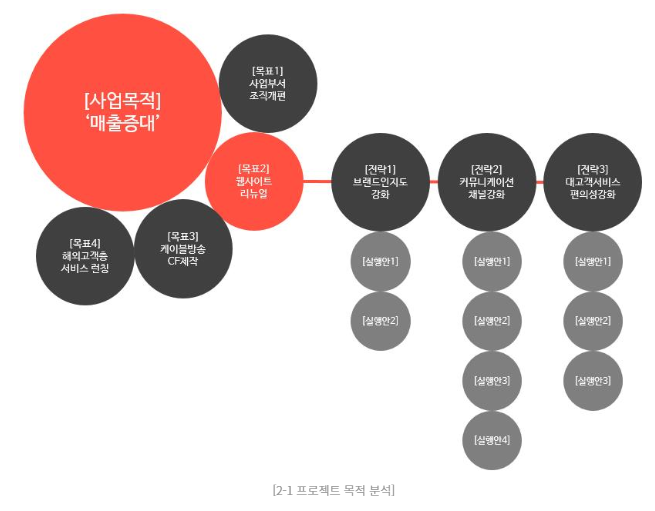 [사업목적]
‘매출증대’
[목표1]
사업부서
조직개편
[목표2]
웹사이트
리뉴얼
[목표3]
케이블방송
CF제작
[목표4]
해외고객층
서비스 런칭
[전략1]
브랜드인지도
강화
[실행안1]
[실행안2]
[전략2]
커뮤니케이션
채널강화
[실행안1]
[실행안2]
[실행안3]
[실행안4]
[전략3]
대고객서비스
편의성강화
[실행안1]
[실행안2]
[실행안3]
[2-1 프로젝트 목적 분석]